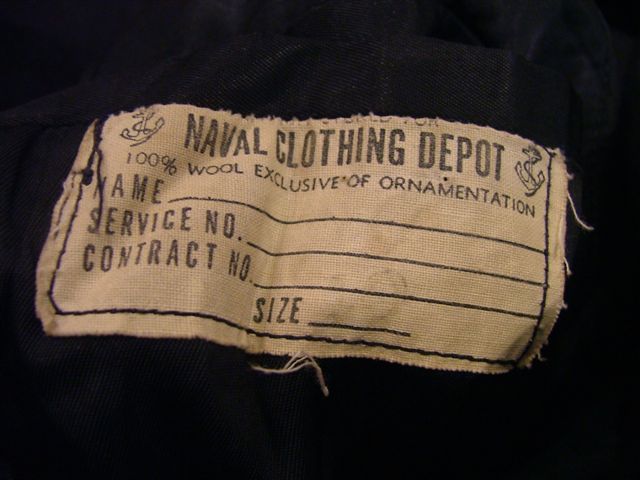 NAVAL CLOTHING DEPOT
100% WOOL EXCLUSIVE OF ORNAMENTATION
NAME
SERVICE NO.
CONTRACT NO.
SIZE